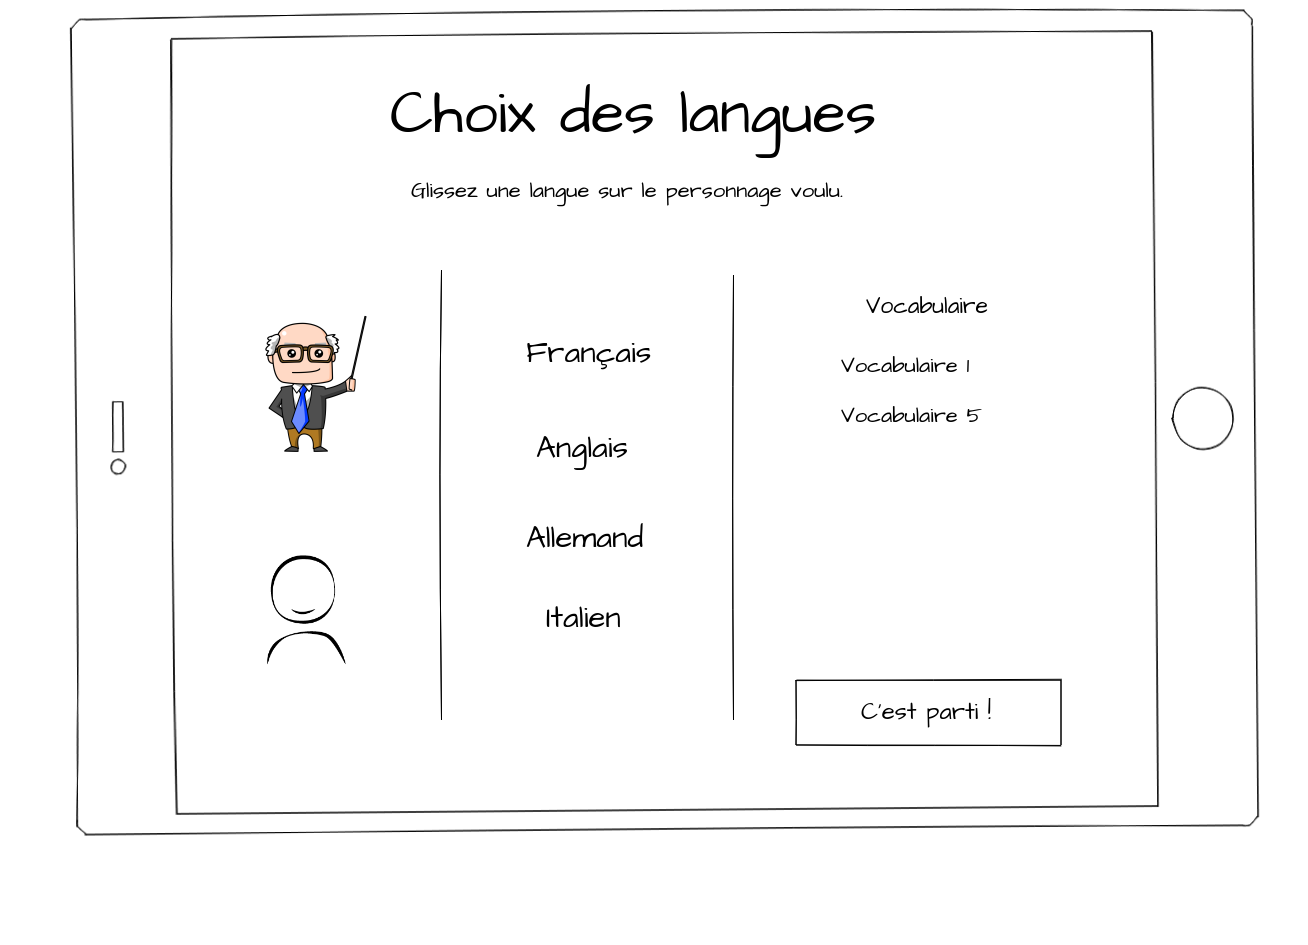 Choix des langues
Glissez une langue sur le personnage voulu.
Français
Anglais
Allemand
Italien
Vocabulaire
Vocabulaire 1
Vocabulaire 5
C'est parti !